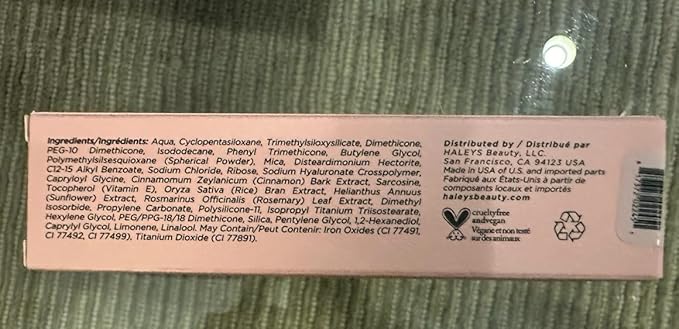 Ingredients/Ingrédients: Aqua, Cyclopentasiloxane, Trimethylsiloxysilicate, Dimethicone,
PEG-10 Dimethicone, Isododecane, Phenyl Trimethicone, Butylene Glycol,
Polymethylsilsesquioxane (Spherical Powder), Mica, Disteardimonium Hectorite,
C12-15 Alkyl Benzoate, Sodium Chloride, Ribose, Sodium Hyaluronate Crosspolymer,
Capryloyl Glycine, Cinnamomum Zeylanicum (Cinnamon) Bark Extract, Sarcosine,
Tocopherol (Vitamin E), Oryza Sativa (Rice) Bran Extract, Helianthus Annuus
(Sunflower) Extract, Rosmarinus Officinalis (Rosemary) Leaf Extract, Dimethyl
Isosorbide, Propylene Carbonate, Polysilicone-11, Isopropyl Titanium Triisostearate,
Hexylene Glycol, PEG/PPG-18/18 Dimethicone, Silica, Pentylene Glycol, 1,2-Hexanediol,
Caprylyl Glycol, Limonene, Linalool. May Contain/Peut Contenir: Iron Oxides (CI 77491,
CI 77492, CI 77499), Titanium Dioxide (CI 77891).
Distributed by / Distribué par
HALEYS Beauty, LLC.
San Francisco, CA 94123 USA
Made in USA of U.S. and imported parts
Fabriqué aux États-Unis à partir de
composants locaux et importés
haleysbeauty.com
crueltyfree
andvegan
Végane et non testé
sur des animaux